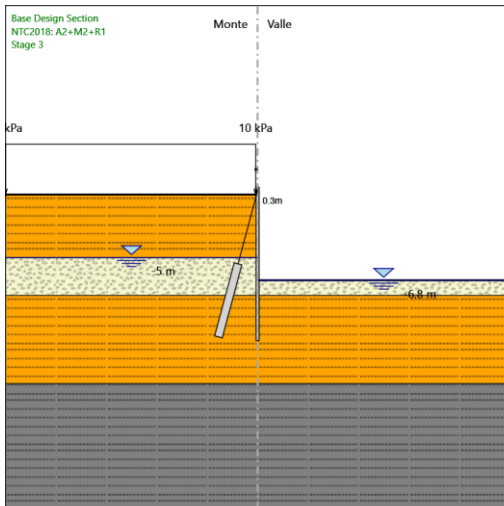 Base Design Section
NTC2018: A2+M2+R1
Stage 3
Monte Valle
kPa
10 kPa
0.3m
-5 m
-6.8 m